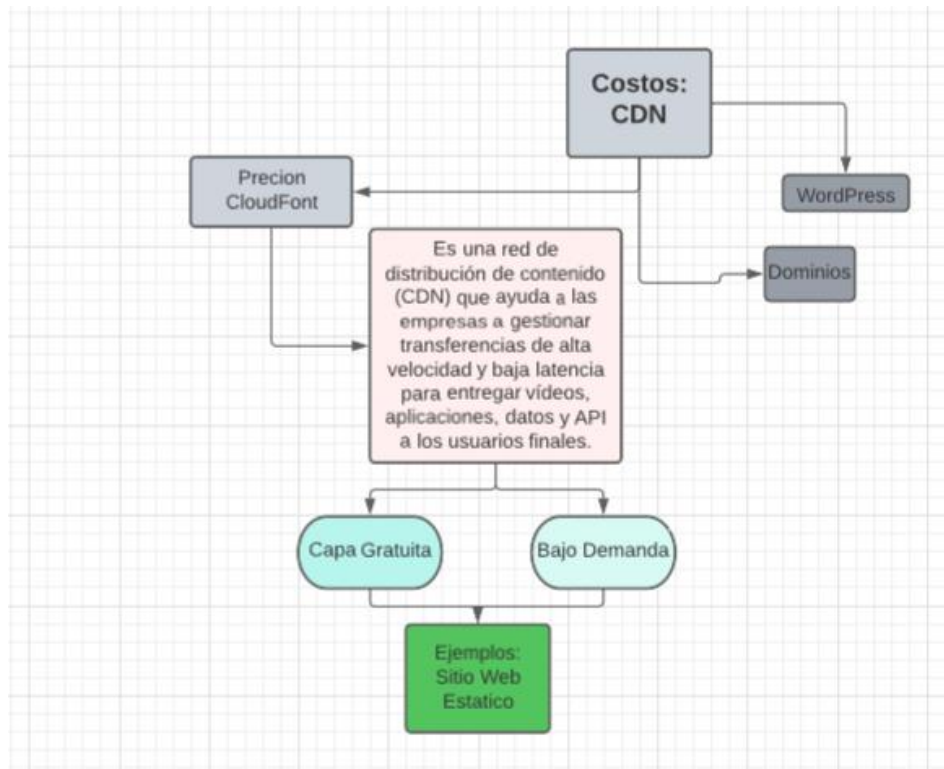 Costos:
CDN
Precion
CloudFont
WordPress
Es una red de
distribución de contenido
(CDN) que ayuda a las
empresas a gestionar
transferencias de alta
velocidad y baja latencia
para entregar vídeos,
aplicaciones, datos y API
a los usuarios finales.
Dominios
Capa Gratuita
Bajo Demanda
Ejemplos:
Sitio Web
Estatico